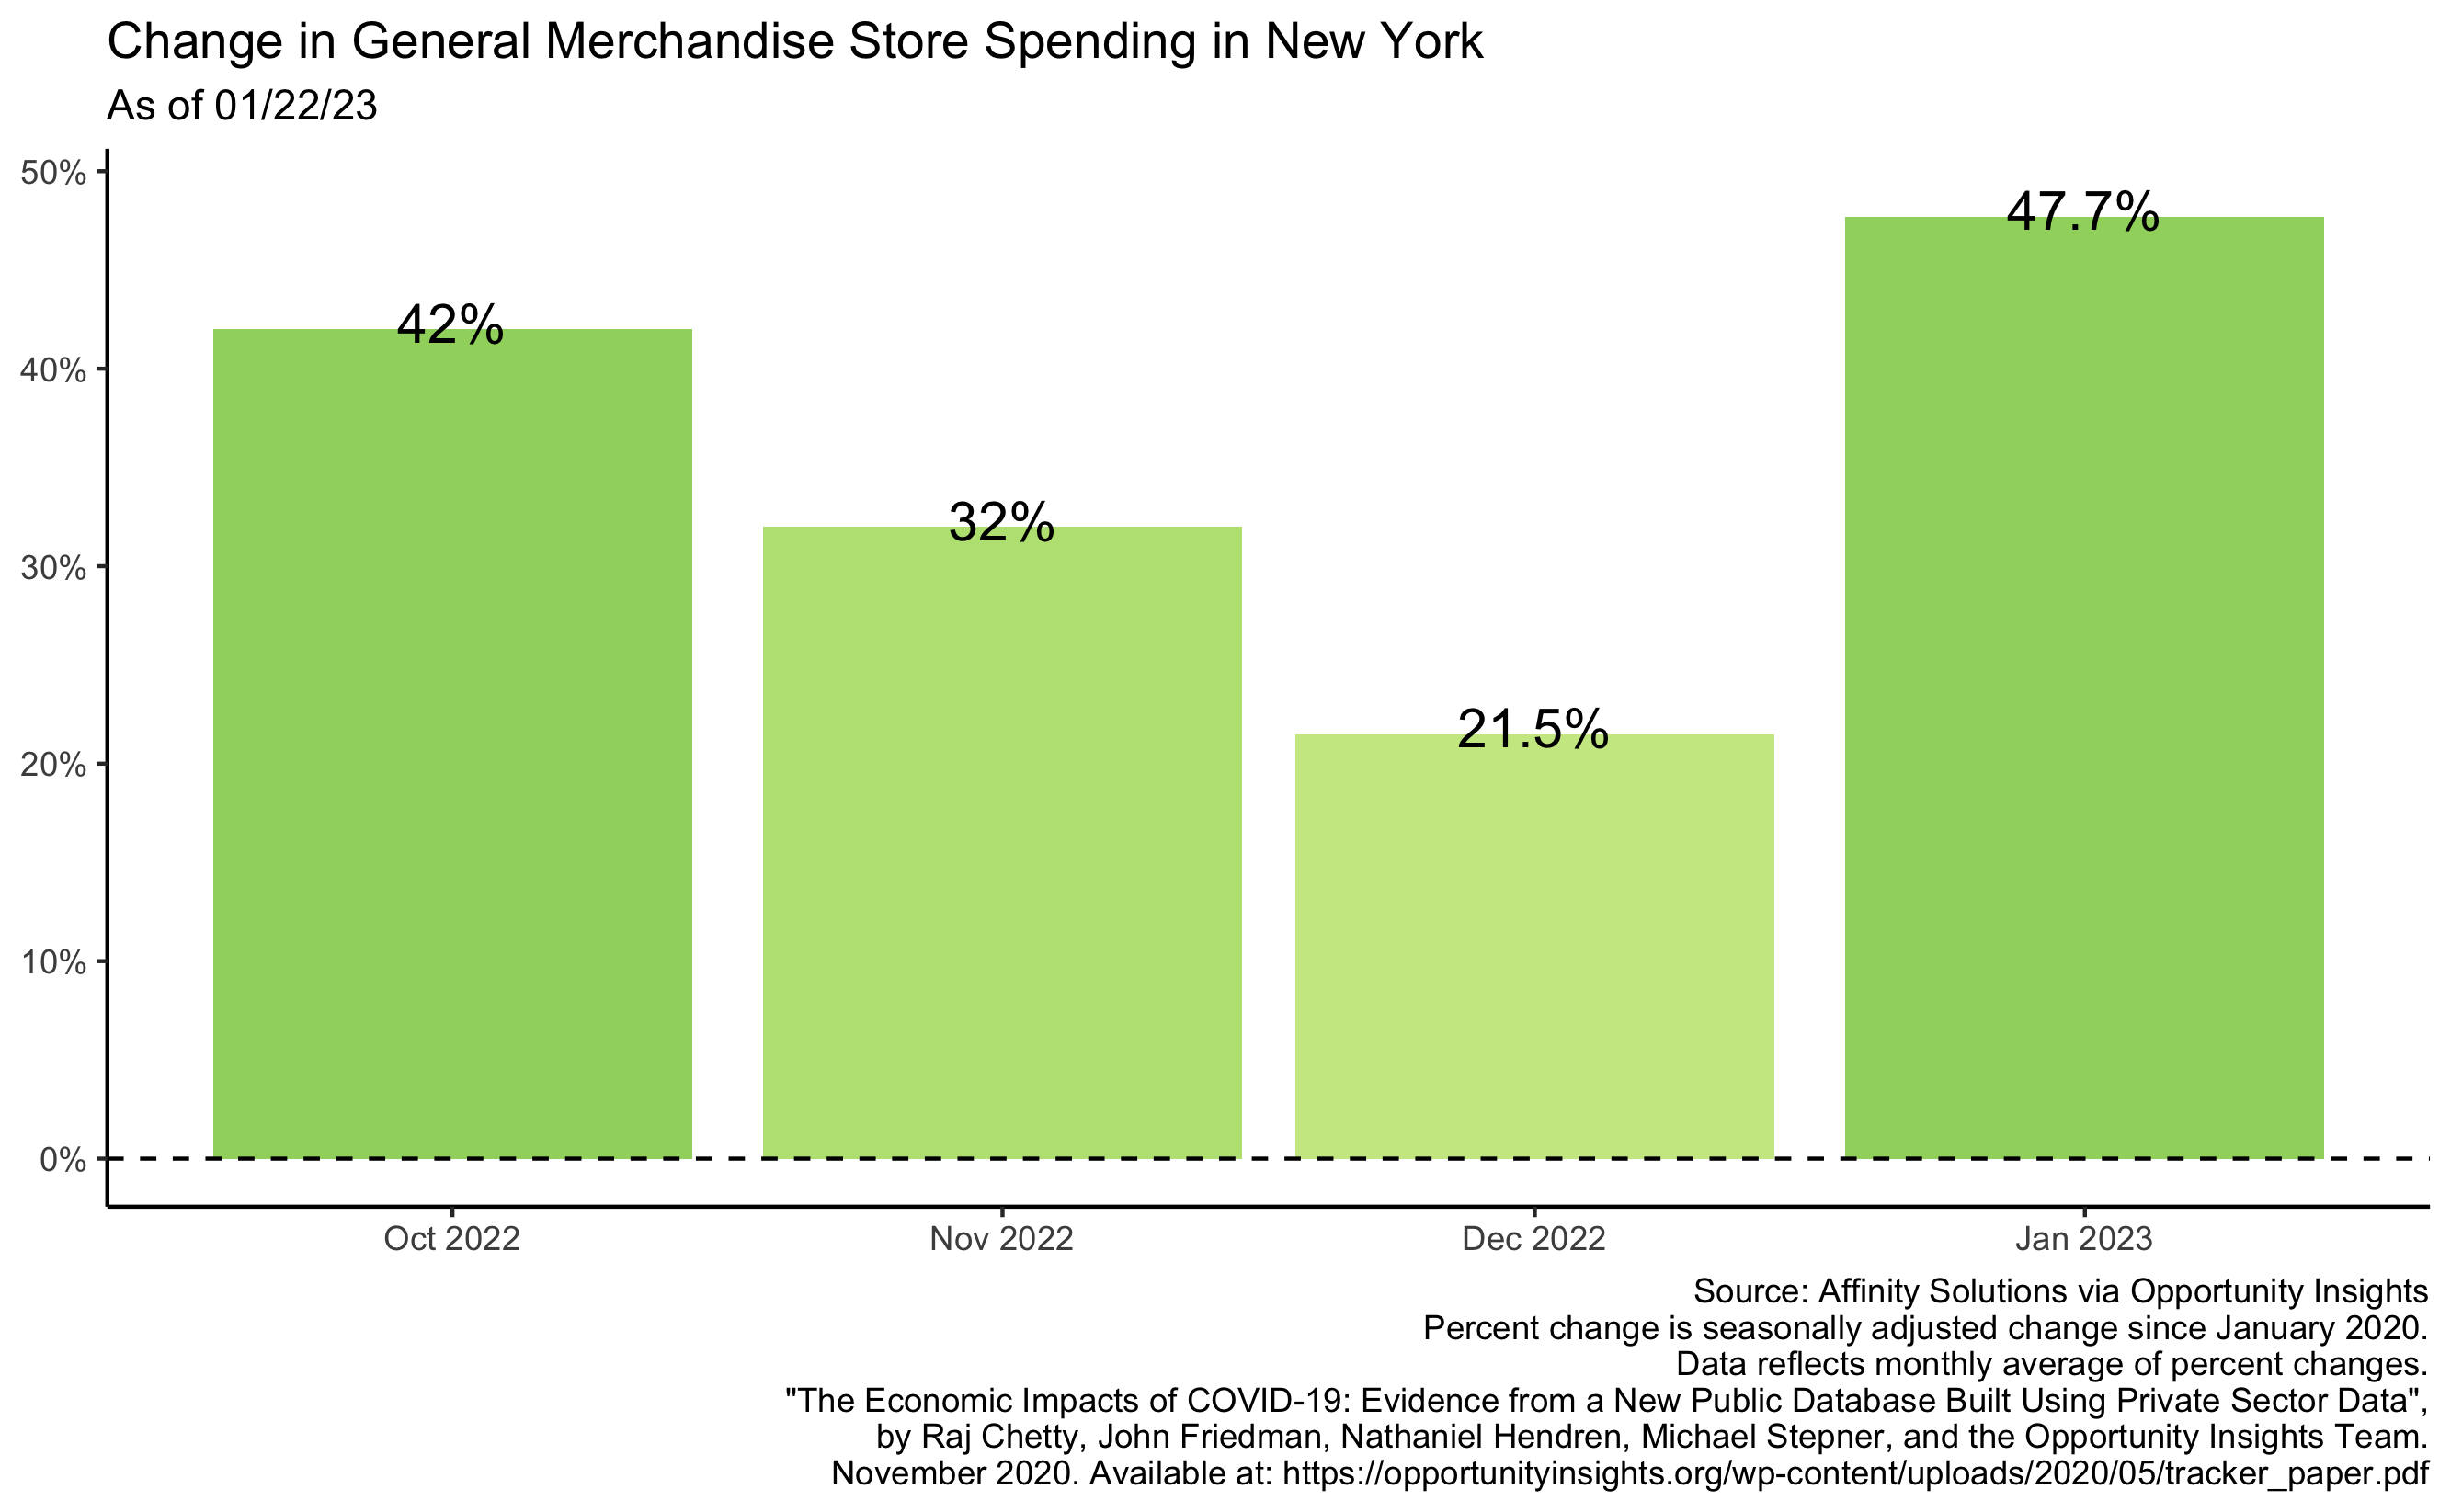 Change in General Merchandise Store Spending in New York
As of 01/22/23
50%
40%
30%
20%
10%
0%
42%
32%
21.5%
47.7%
Oct 2022
Nov 2022
Dec 2022
Jan 2023
Source: Affinity Solutions via Opportunity Insights
Percent change is seasonally adjusted change since January 2020.
Data reflects monthly average of percent changes.
"The Economic Impacts of COVID-19: Evidence from a New Public Database Built Using Private Sector Data",
by Raj Chetty, John Friedman, Nathaniel Hendren, Michael Stepner, and the Opportunity Insights Team.
November 2020. Available at: https://opportunityinsights.org/wp-content/uploads/2020/05/tracker_paper.pdf